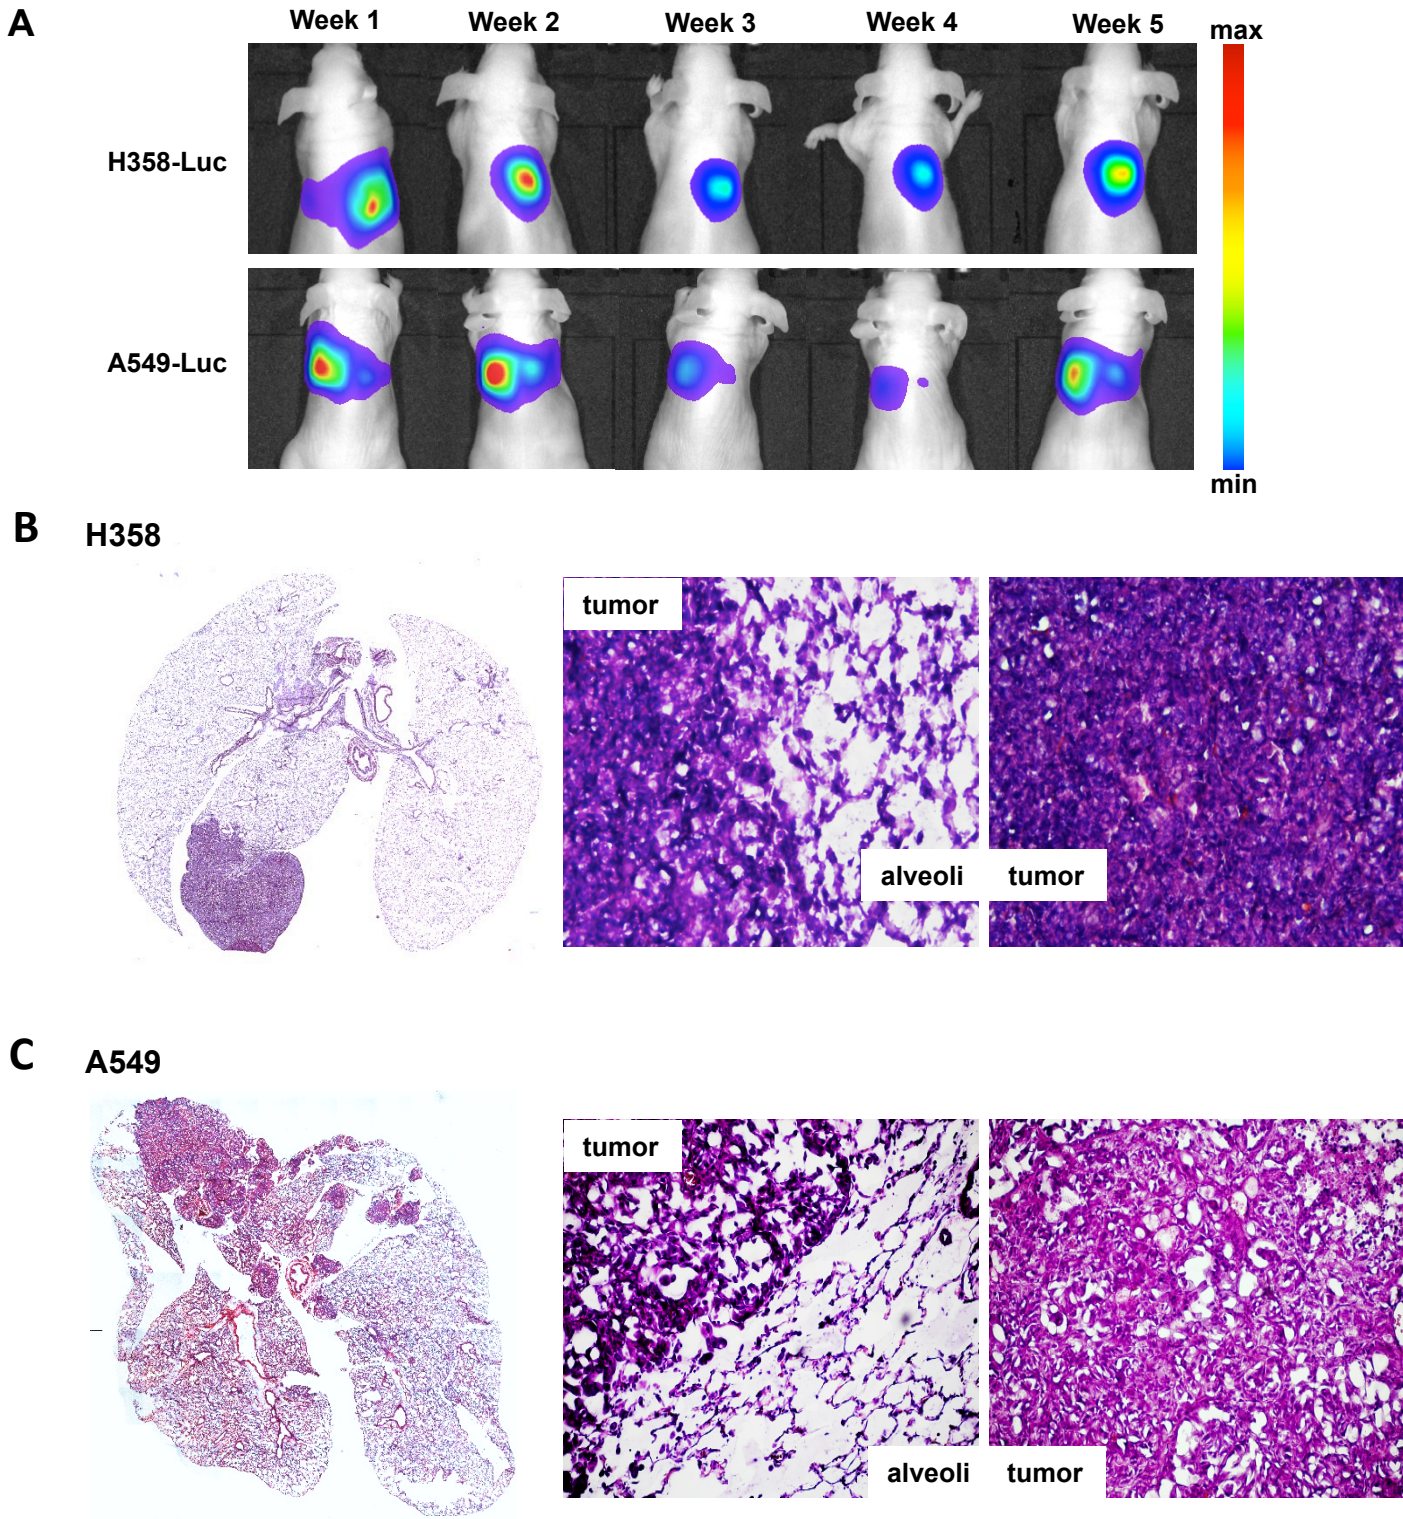 A
Week 1 Week 2 Week 3 Week 4 Week 5
max
H358-Luc
A549-Luc
min
B H358
tumor
alveoli tumor
C A549
tumor
alveoli tumor